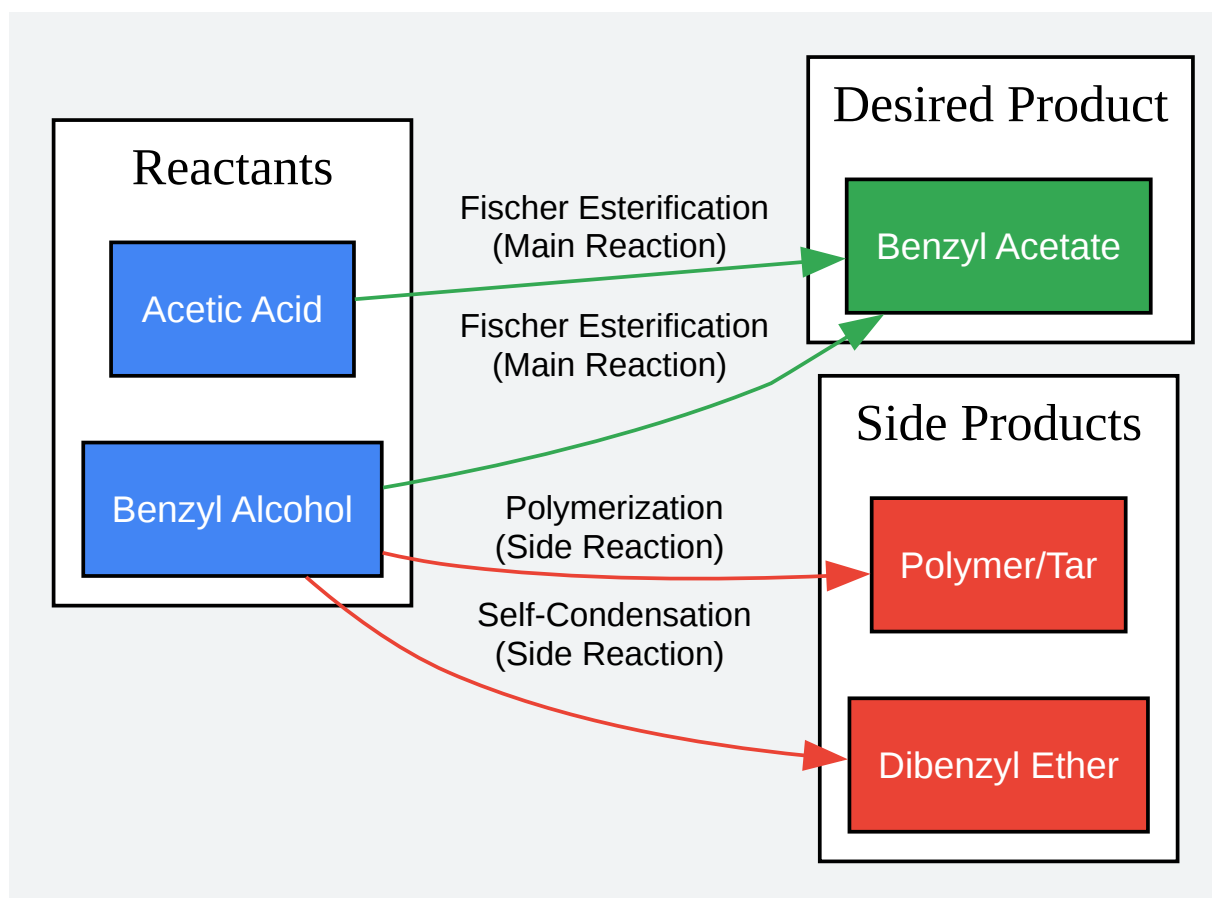 Reactants
Acetic Acid
Benzyl Alcohol
Fischer Esterification
(Main Reaction)
Fischer Esterification
(Main Reaction)
Polymerization
(Side Reaction)
Self-Condensation
(Side Reaction)
Desired Product
Benzyl Acetate
Side Products
Polymer/Tar
Dibenzyl Ether